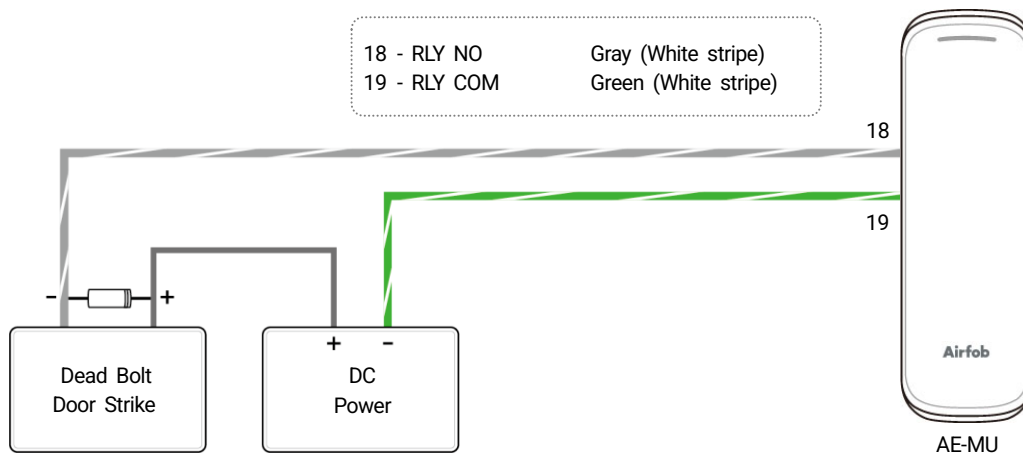 18 - RLY NO Gray (White stripe)
19 - RLY COM Green (White stripe)
18
19
- +
+ -
Dead Bolt
Door Strike
DC
Power
Airfob
AE-MU